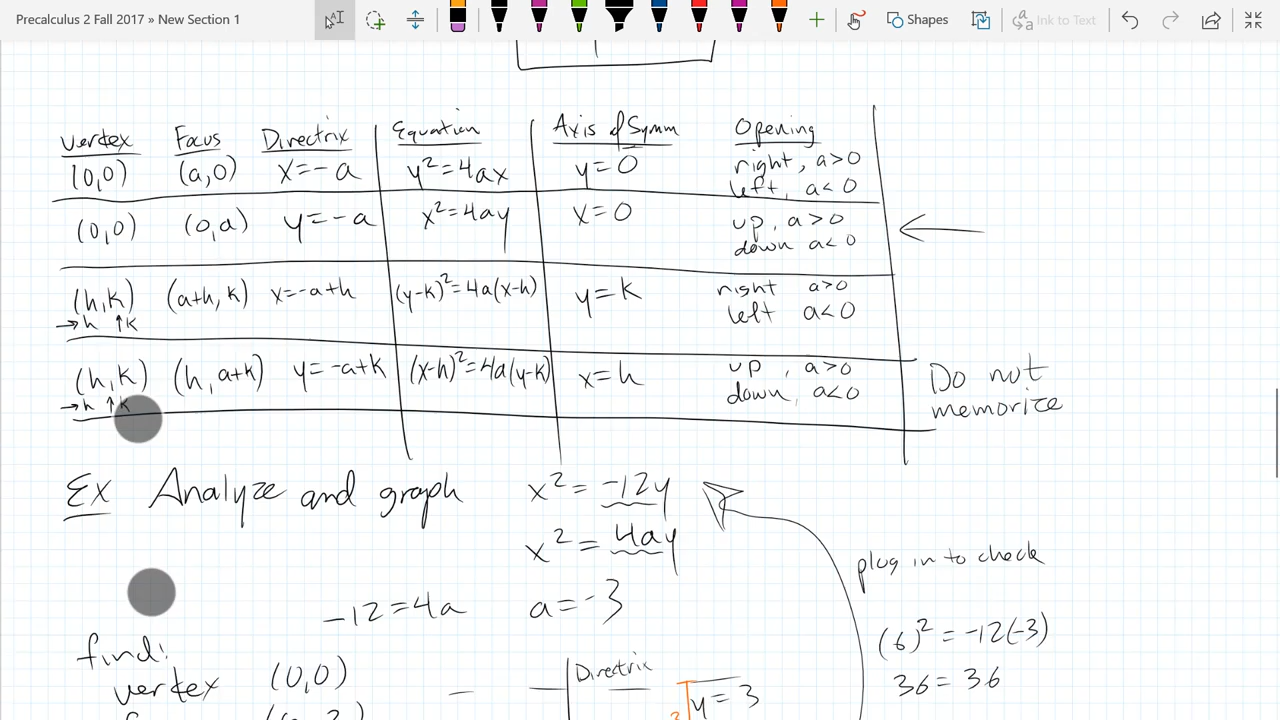 Precalculus 2 Fall 2017 » New Section 1
Shapes
Ink to Text
Vertex Focus Directrix Equation Axis of Symm Opening
(0,0) (a,0) x=-a y²=4ax y=0 right, a>0
left, a<0
(0,0) (0,a) y=-a x²=4ay x=0 up, a>0
down a<0
(h,k) (a+h,k) x=-a+h (y-k)²=4a(x-h) y=k right a>0
→h ↑k left a<0
(h,k) (h,a+k) y=-a+k (x-h)²=4a(y-k) x=h up, a>0
→h ↑k down, a<0
Do not
memorize
Ex Analyze and graph x²=-12y
x²=4ay
plug in to check
-12=4a a=-3
(6)²=-12(-3)
36=36
find:
vertex (0,0)
Directrix
y=3